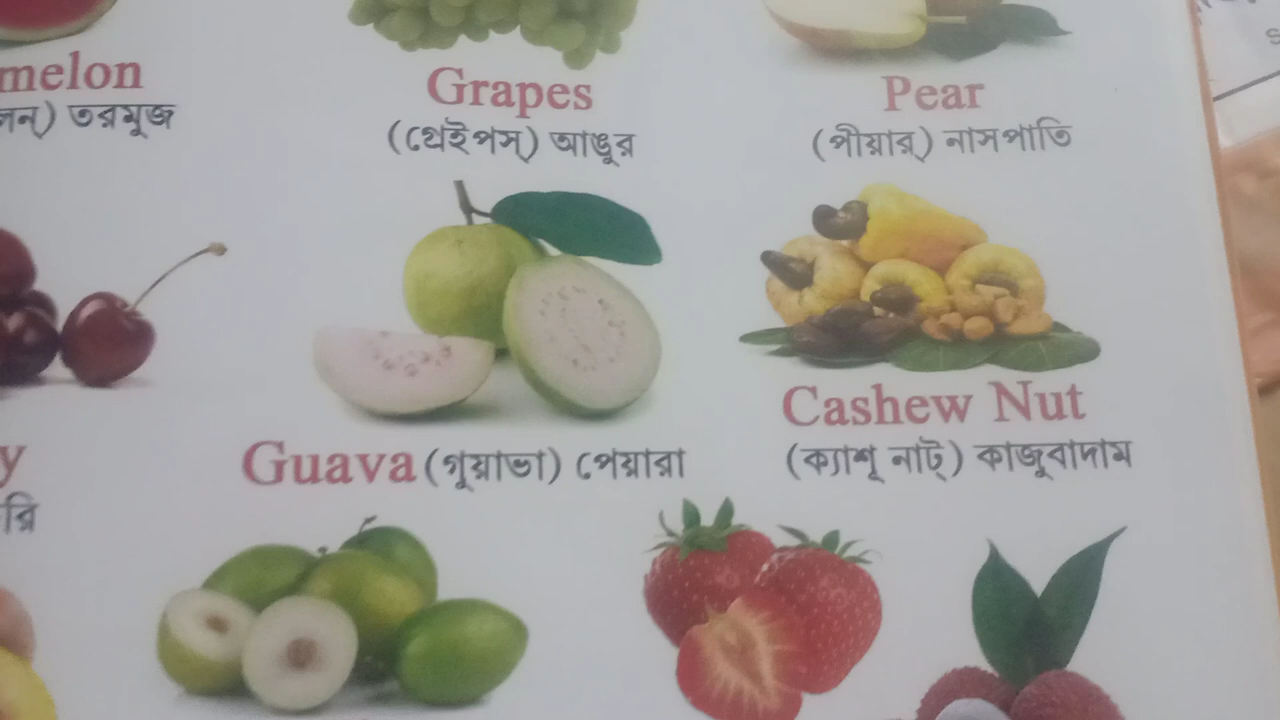 melon
তরমুজ
Grapes
(গ্রেইপস্) আঙুর
Pear
(পীয়ার্) নাসপাতি
Guava (গুয়াভা) পেয়ারা
Cashew Nut
(ক্যাশূ নাট্) কাজুবাদাম